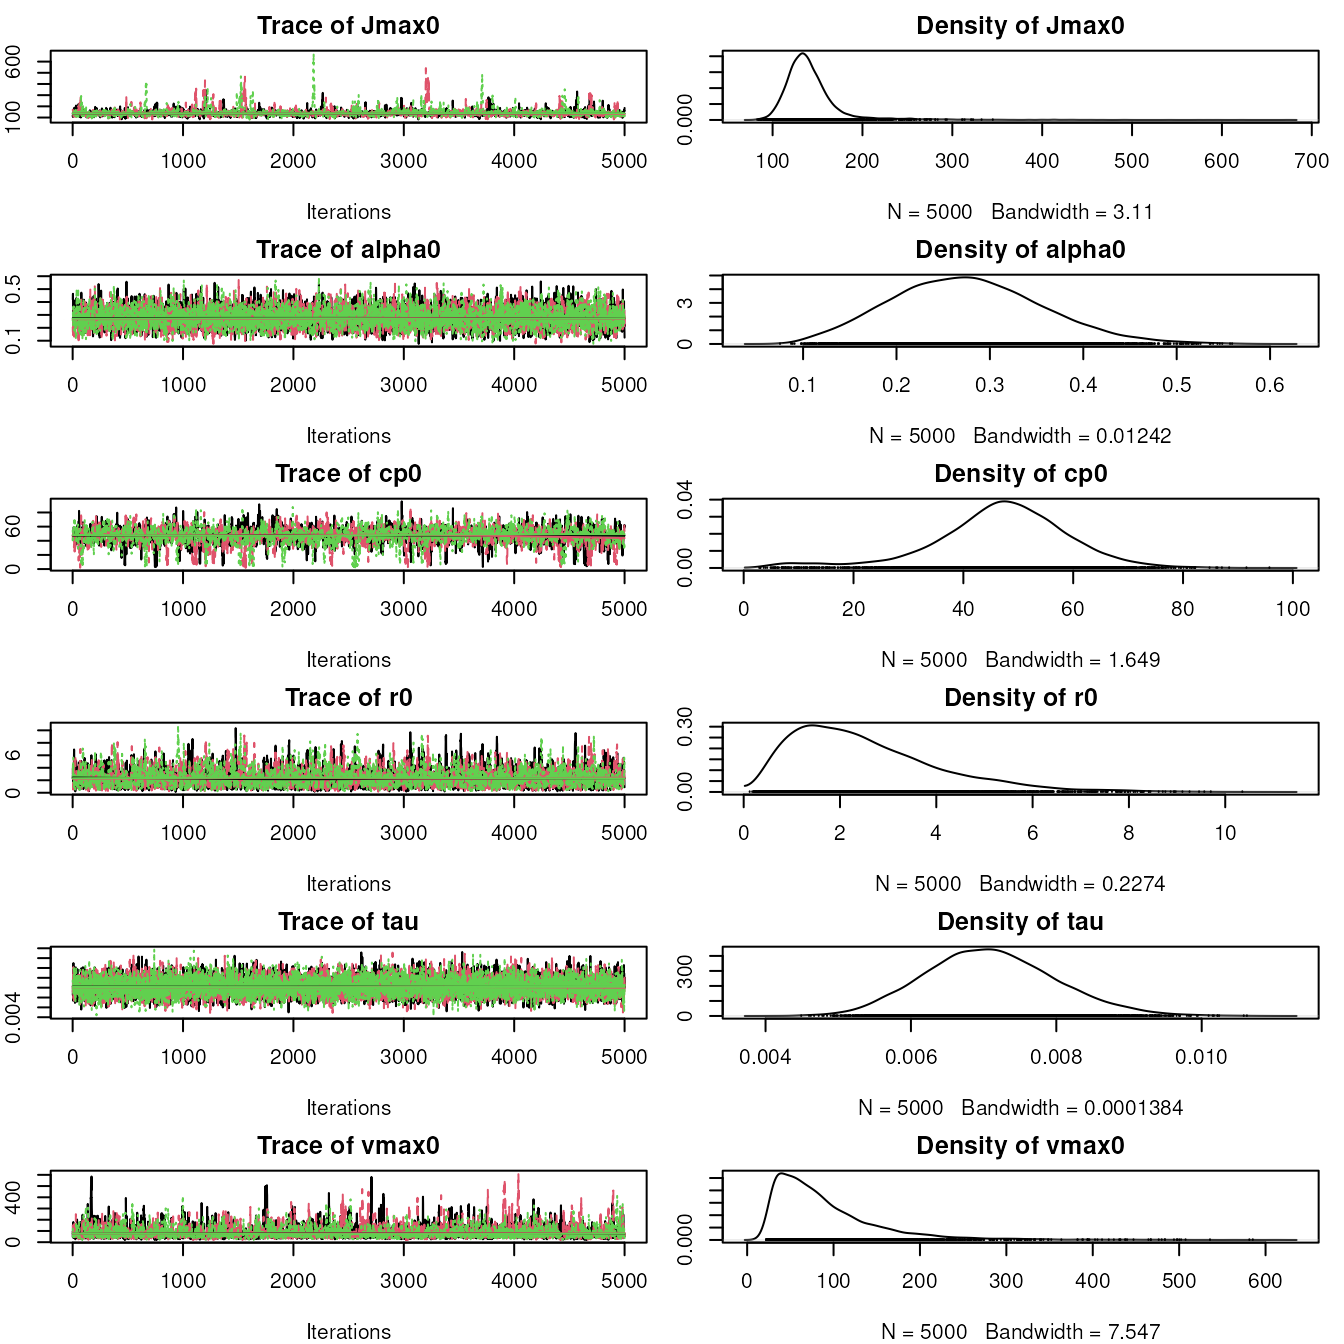 Trace of Jmax0
Density of Jmax0
600
100
0 1000 2000 3000 4000 5000
Iterations
0.000
100 200 300 400 500 600 700
N = 5000 Bandwidth = 3.11
Trace of alpha0
Density of alpha0
0.5
0.1
0 1000 2000 3000 4000 5000
Iterations
3
0
0.1 0.2 0.3 0.4 0.5 0.6
N = 5000 Bandwidth = 0.01242
Trace of cp0
Density of cp0
60
0
0 1000 2000 3000 4000 5000
Iterations
0.04
0.00
0 20 40 60 80 100
N = 5000 Bandwidth = 1.649
Trace of r0
Density of r0
6
0
0 1000 2000 3000 4000 5000
Iterations
0.30
0.00
0 2 4 6 8 10
N = 5000 Bandwidth = 0.2274
Trace of tau
Density of tau
0.004
0 1000 2000 3000 4000 5000
Iterations
300
0
0.004 0.006 0.008 0.010
N = 5000 Bandwidth = 0.0001384
Trace of vmax0
Density of vmax0
400
0
0 1000 2000 3000 4000 5000
Iterations
0.000
0 100 200 300 400 500 600
N = 5000 Bandwidth = 7.547